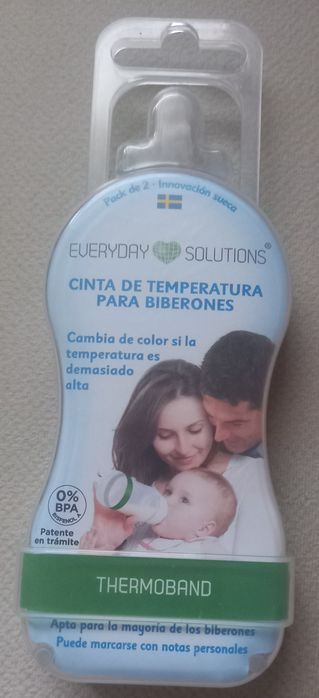 Pack de 2 · Innovación sueca
EVERYDAY SOLUTIONS®
CINTA DE TEMPERATURA
PARA BIBERONES
Cambia de color si la
temperatura es
demasiado
alta
0%
BPA
BISFENOL A
Patente
en trámite
THERMOBAND
Apta para la mayoría de los biberones
Puede marcarse con notas personales